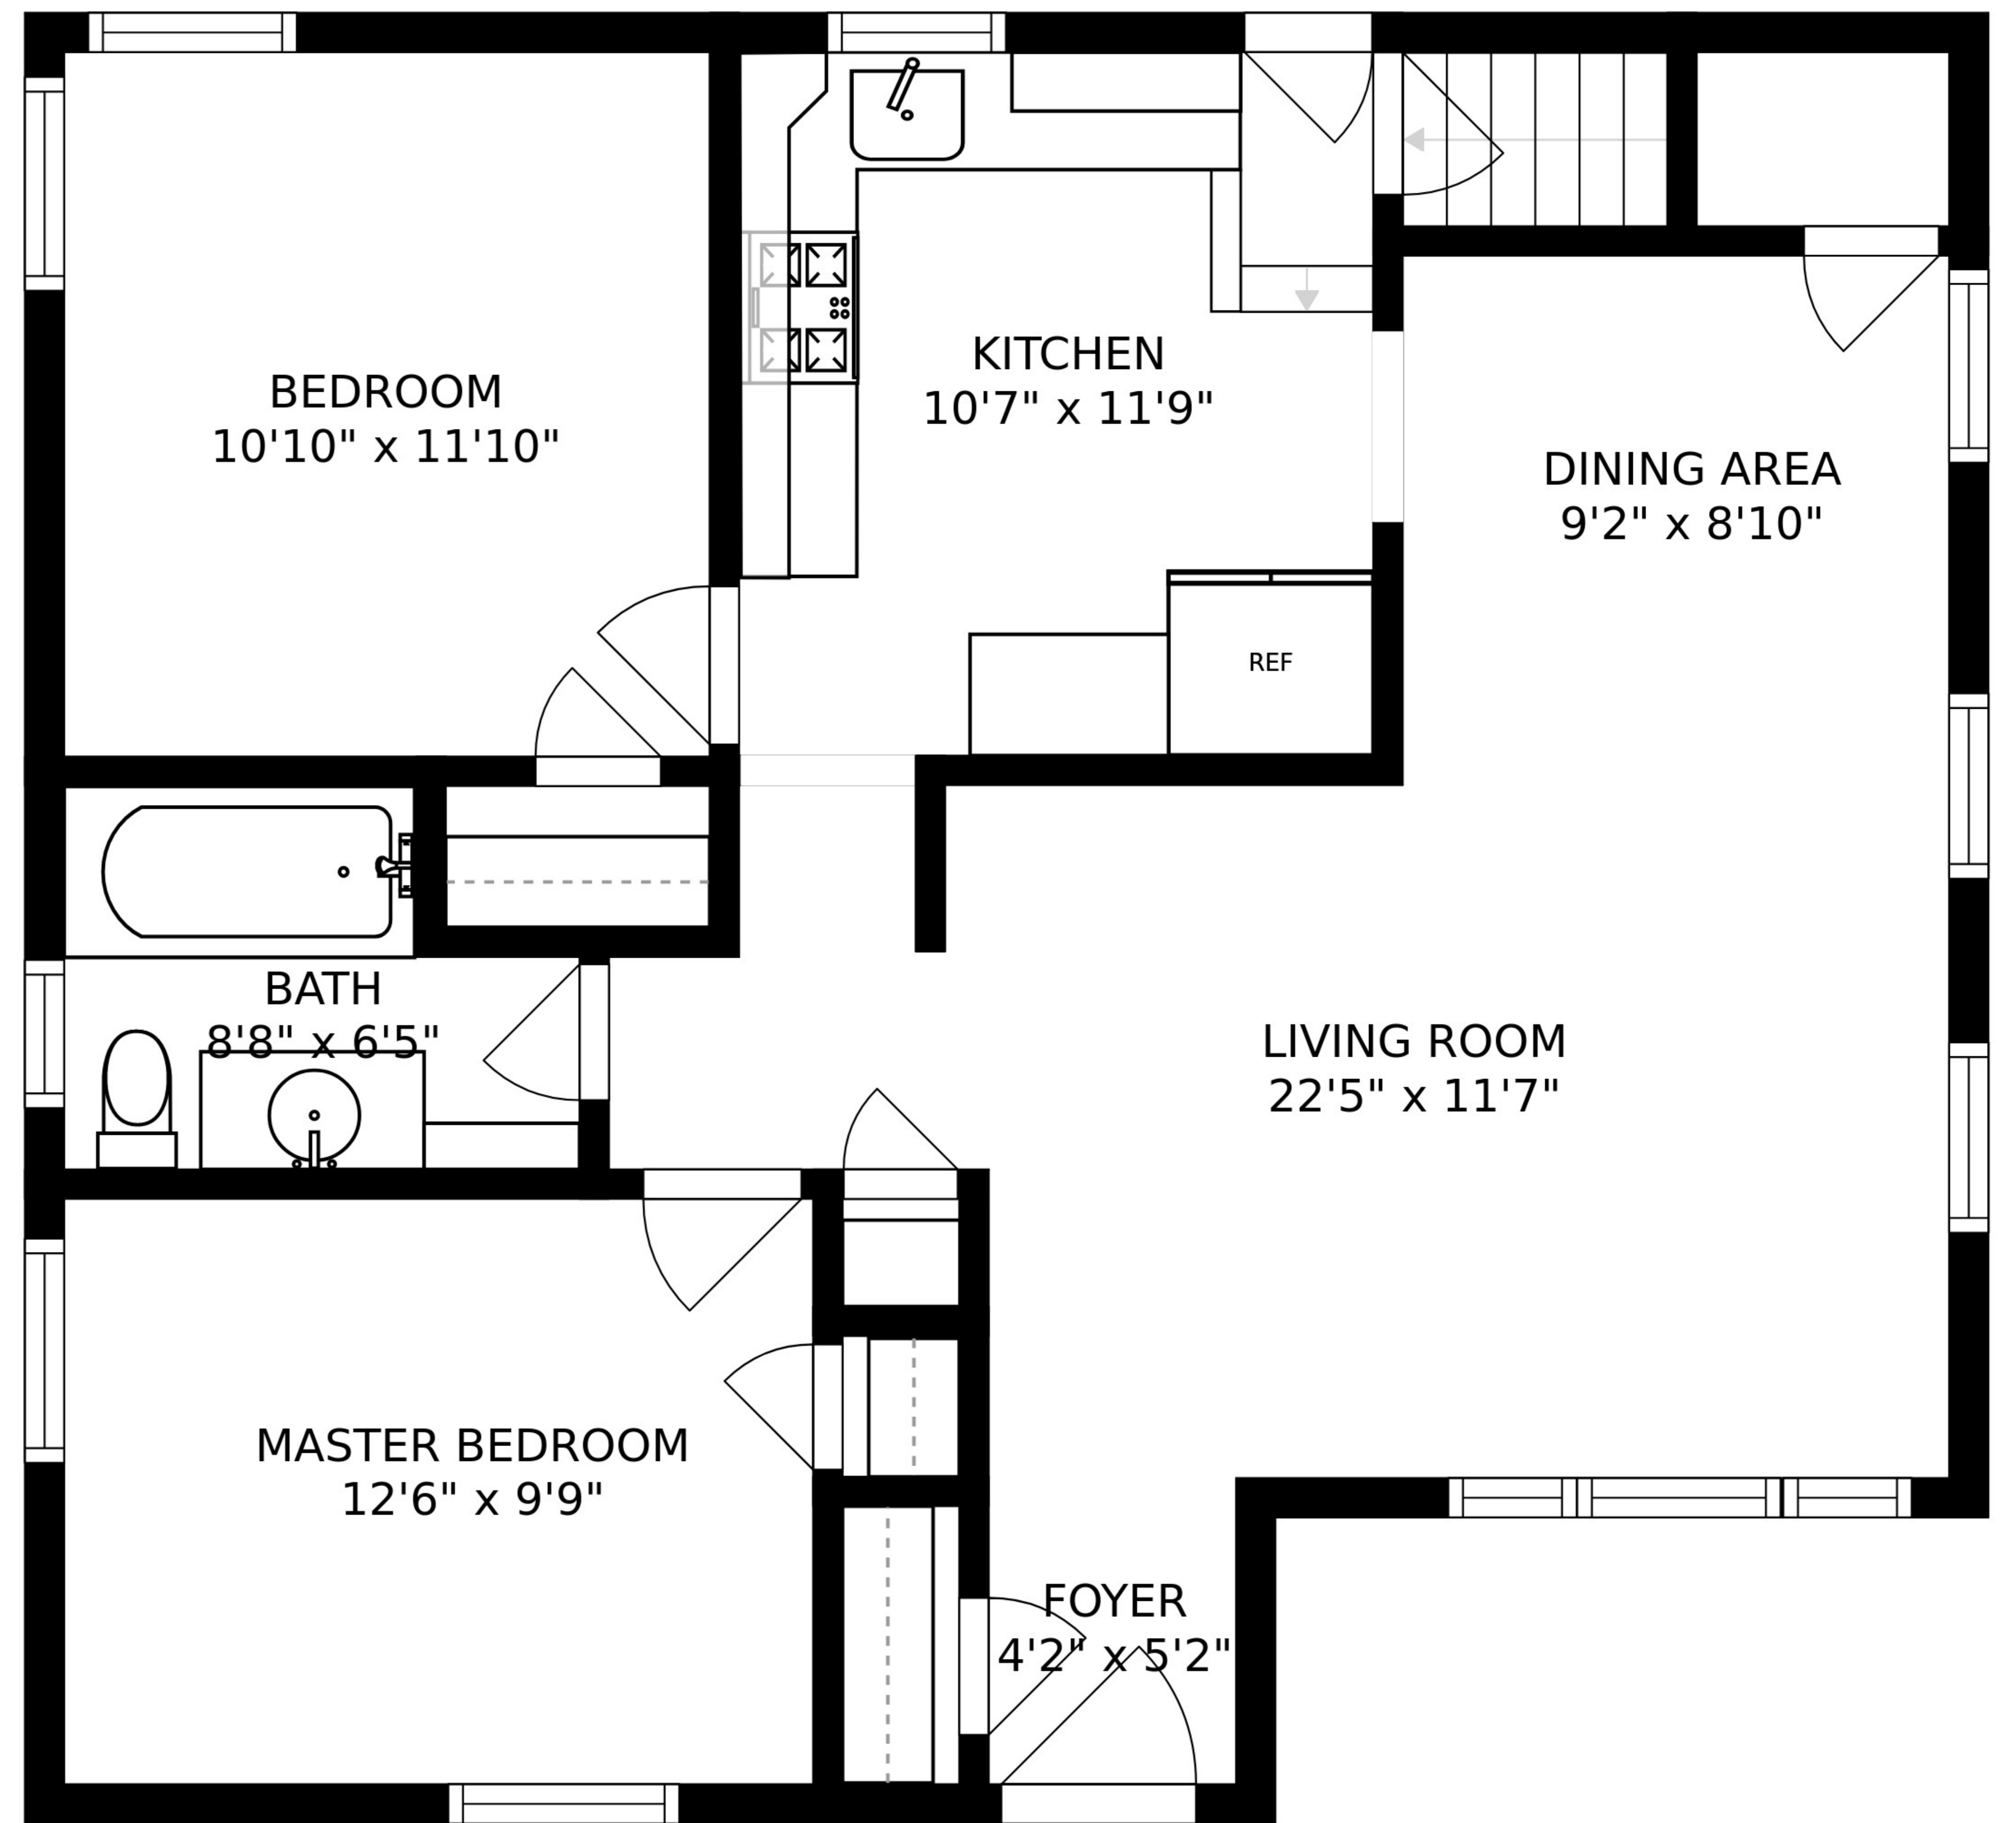 KITCHEN
10'7" x 11'9"
BEDROOM
10'10" x 11'10"
DINING AREA
9'2" x 8'10"
REF
BATH
8'8" x 6'5"
LIVING ROOM
22'5" x 11'7"
MASTER BEDROOM
12'6" x 9'9"
FOYER
4'2" x 5'2"